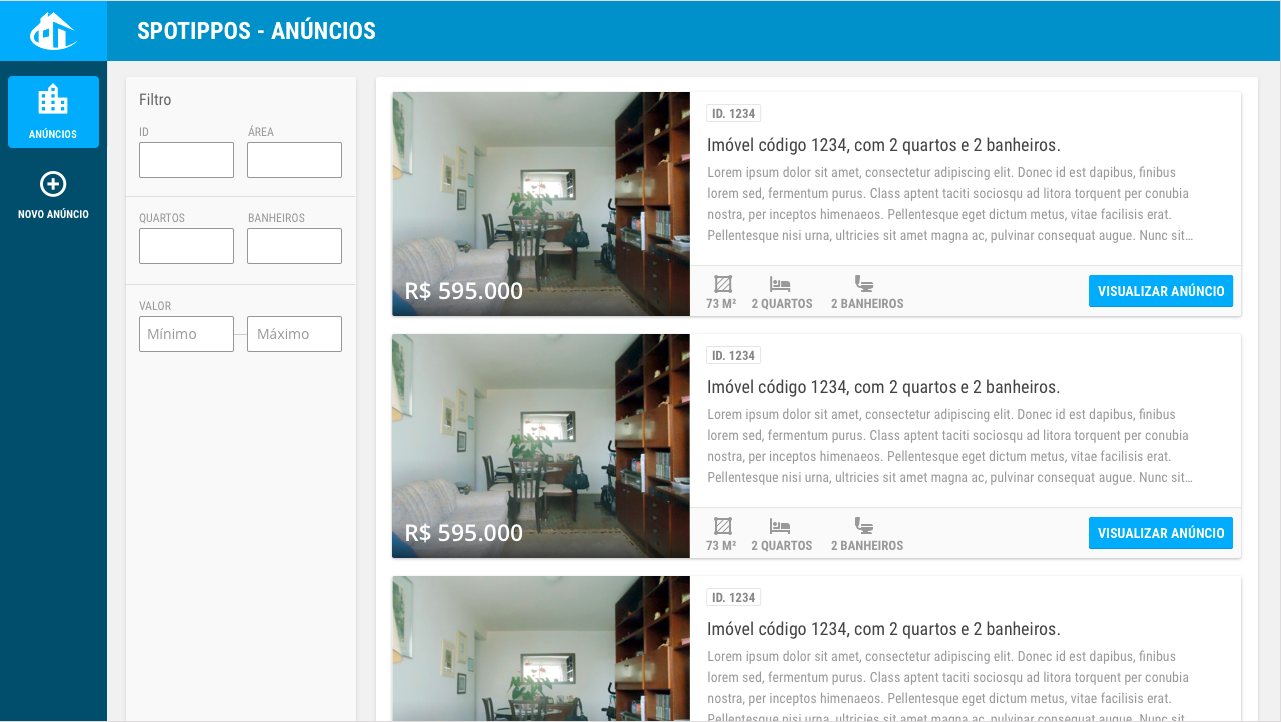 SPOTIPPOS - ANÚNCIOS
ANÚNCIOS
NOVO ANÚNCIO
Filtro
ID
ÁREA
QUARTOS
BANHEIROS
VALOR
Mínimo
Máximo
R$ 595.000
ID. 1234
Imóvel código 1234, com 2 quartos e 2 banheiros.
Lorem ipsum dolor sit amet, consectetur adipiscing elit. Donec id est dapibus, finibus
lorem sed, fermentum purus. Class aptent taciti sociosqu ad litora torquent per conubia
nostra, per inceptos himenaeos. Pellentesque eget dictum metus, vitae facilisis erat.
Pellentesque nisi urna, ultricies sit amet magna ac, pulvinar consequat augue. Nunc sit…
73 M²
2 QUARTOS
2 BANHEIROS
VISUALIZAR ANÚNCIO
R$ 595.000
ID. 1234
Imóvel código 1234, com 2 quartos e 2 banheiros.
Lorem ipsum dolor sit amet, consectetur adipiscing elit. Donec id est dapibus, finibus
lorem sed, fermentum purus. Class aptent taciti sociosqu ad litora torquent per conubia
nostra, per inceptos himenaeos. Pellentesque eget dictum metus, vitae facilisis erat.
Pellentesque nisi urna, ultricies sit amet magna ac, pulvinar consequat augue. Nunc sit…
73 M²
2 QUARTOS
2 BANHEIROS
VISUALIZAR ANÚNCIO
ID. 1234
Imóvel código 1234, com 2 quartos e 2 banheiros.
Lorem ipsum dolor sit amet, consectetur adipiscing elit. Donec id est dapibus, finibus
lorem sed, fermentum purus. Class aptent taciti sociosqu ad litora torquent per conubia
nostra, per inceptos himenaeos. Pellentesque eget dictum metus, vitae facilisis erat.
Pellentesque nisi urna, ultricies sit amet magna ac, pulvinar consequat augue. Nunc sit…